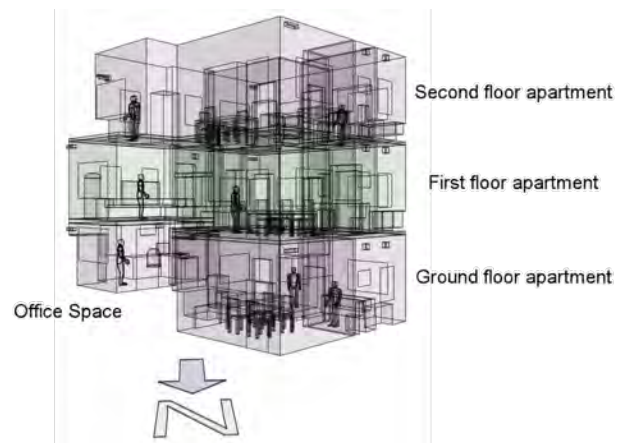 Second floor apartment
First floor apartment
Ground floor apartment
Office Space
N